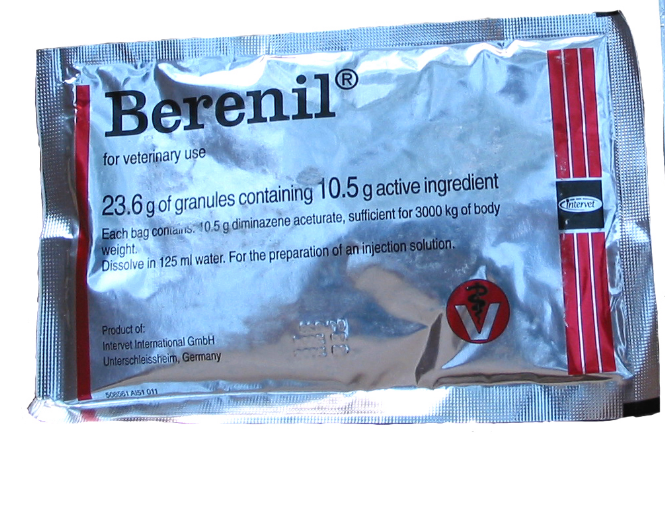 Berenil®
for veterinary use
23.6 g of granules containing 10.5 g active ingredient
Each bag contains: 10.5 g diminazene aceturate, sufficient for 3000 kg of body
weight.
Dissolve in 125 ml water. For the preparation of an injection solution.
Intervet
V
Product of:
Intervet International GmbH
Unterschleissheim, Germany